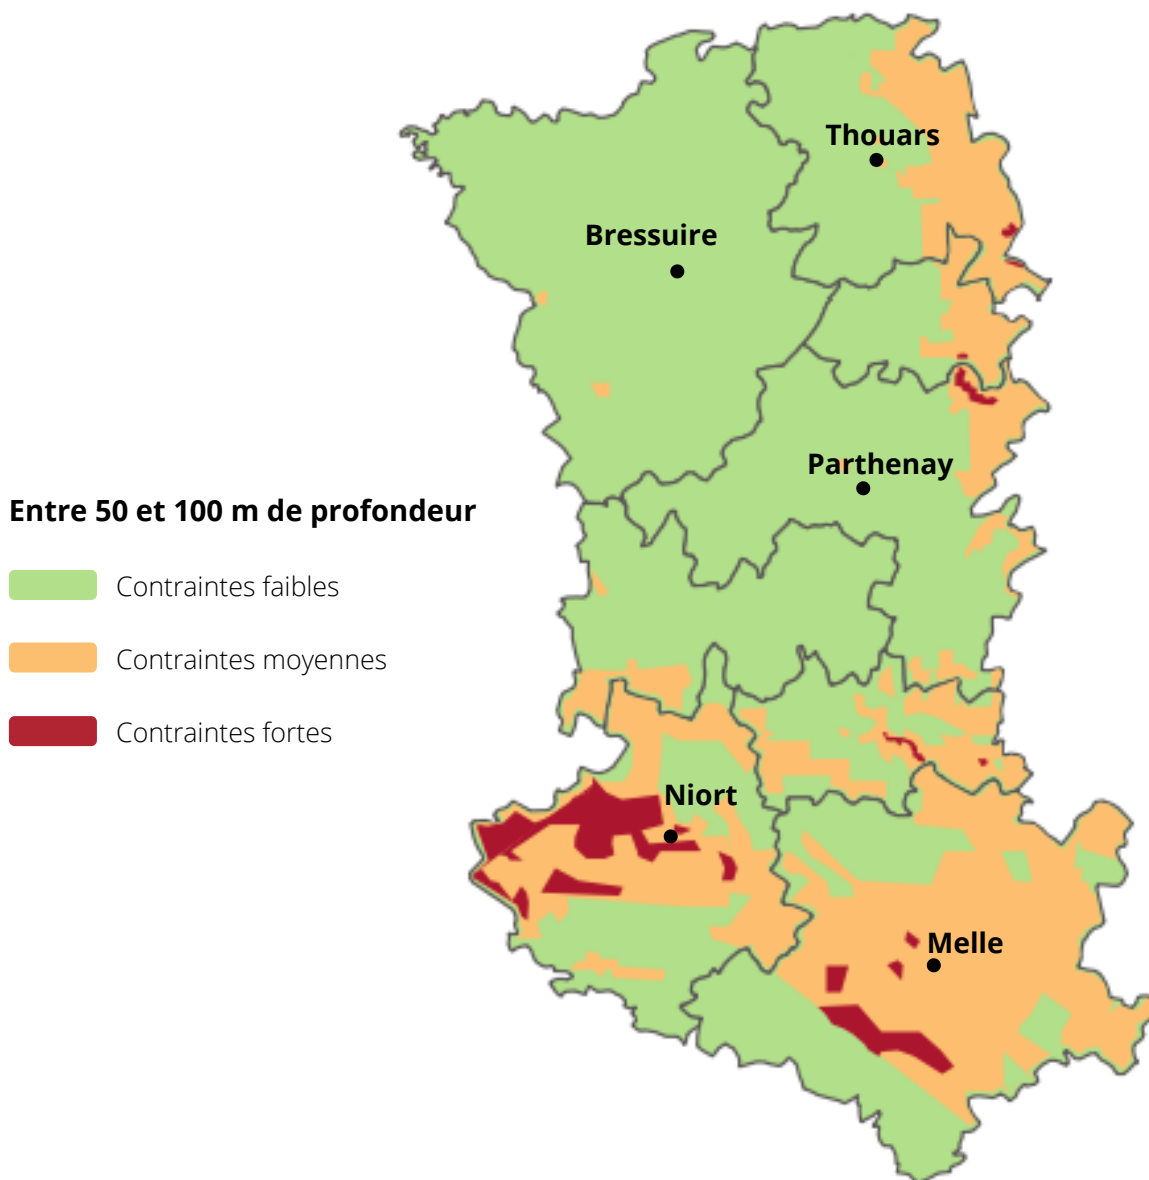 Thouars
Bressuire
Parthenay
Entre 50 et 100 m de profondeur
Contraintes faibles
Contraintes moyennes
Contraintes fortes
Niort
Melle